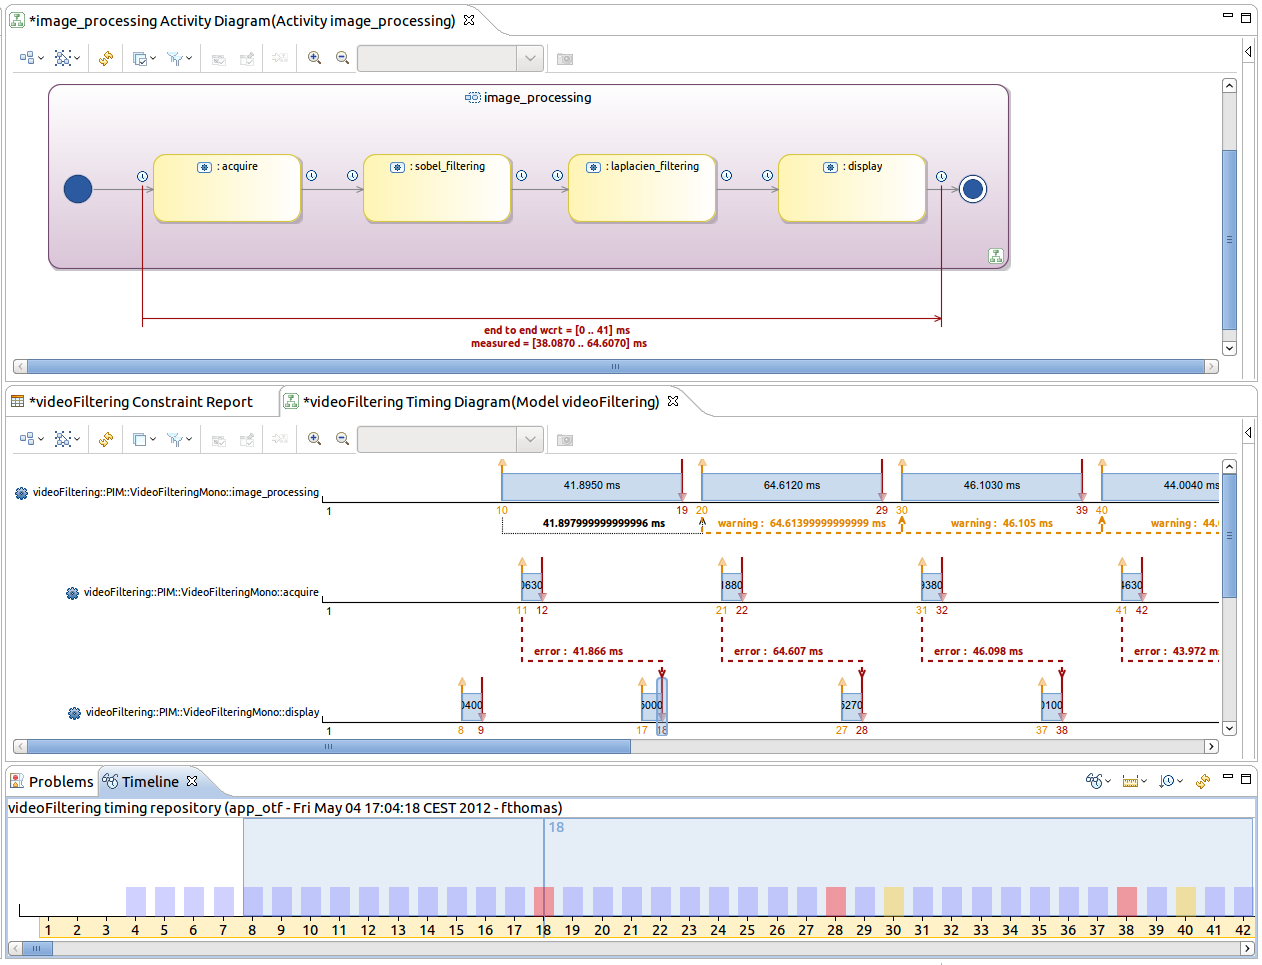 *image_processing Activity Diagram(Activity image_processing)
image_processing
: acquire
: sobel_filtering
: laplacien_filtering
: display
end to end wcrt = [0 .. 41] ms
measured = [38.0870 .. 64.6070] ms
*videoFiltering Constraint Report
*videoFiltering Timing Diagram(Model videoFiltering)
videoFiltering::PIM::VideoFilteringMono::image_processing
41.8950 ms
64.6120 ms
46.1030 ms
44.0040 ms
1
10
19
20
29
30
39
40
41.897999999999996 ms
warning : 64.61399999999999 ms
warning : 46.105 ms
warning : 44.
videoFiltering::PIM::VideoFilteringMono::acquire
0630
1880
9380
4630
1
11
12
21
22
31
32
41
42
error : 41.866 ms
error : 64.607 ms
error : 46.098 ms
error : 43.972 m
videoFiltering::PIM::VideoFilteringMono::display
0400
5000
6270
0100
1
8
9
17
18
27
28
37
38
Problems
Timeline
videoFiltering timing repository (app_otf - Fri May 04 17:04:18 CEST 2012 - fthomas)
18
1 2 3 4 5 6 7 8 9 10 11 12 13 14 15 16 17 18 19 20 21 22 23 24 25 26 27 28 29 30 31 32 33 34 35 36 37 38 39 40 41 42